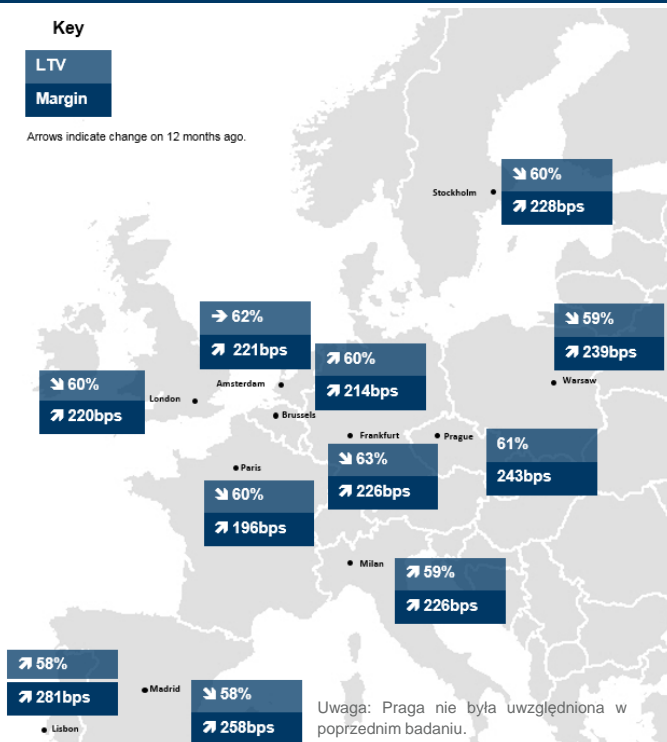 Key
LTV
Margin
Arrows indicate change on 12 months ago.
Stockholm
↘ 60%
↗ 228bps
→ 62%
↗ 221bps
↘ 59%
↗ 239bps
Warsaw
↗ 60%
↗ 214bps
Amsterdam
↘ 60%
↗ 220bps
London
Brussels
Frankfurt
Prague
61%
243bps
↘ 63%
↗ 226bps
Paris
↘ 60%
↗ 196bps
Milan
↗ 59%
↗ 226bps
↗ 58%
↗ 281bps
Lisbon
Madrid
↘ 58%
↗ 258bps
Uwaga: Praga nie była uwzględniona w
poprzednim badaniu.